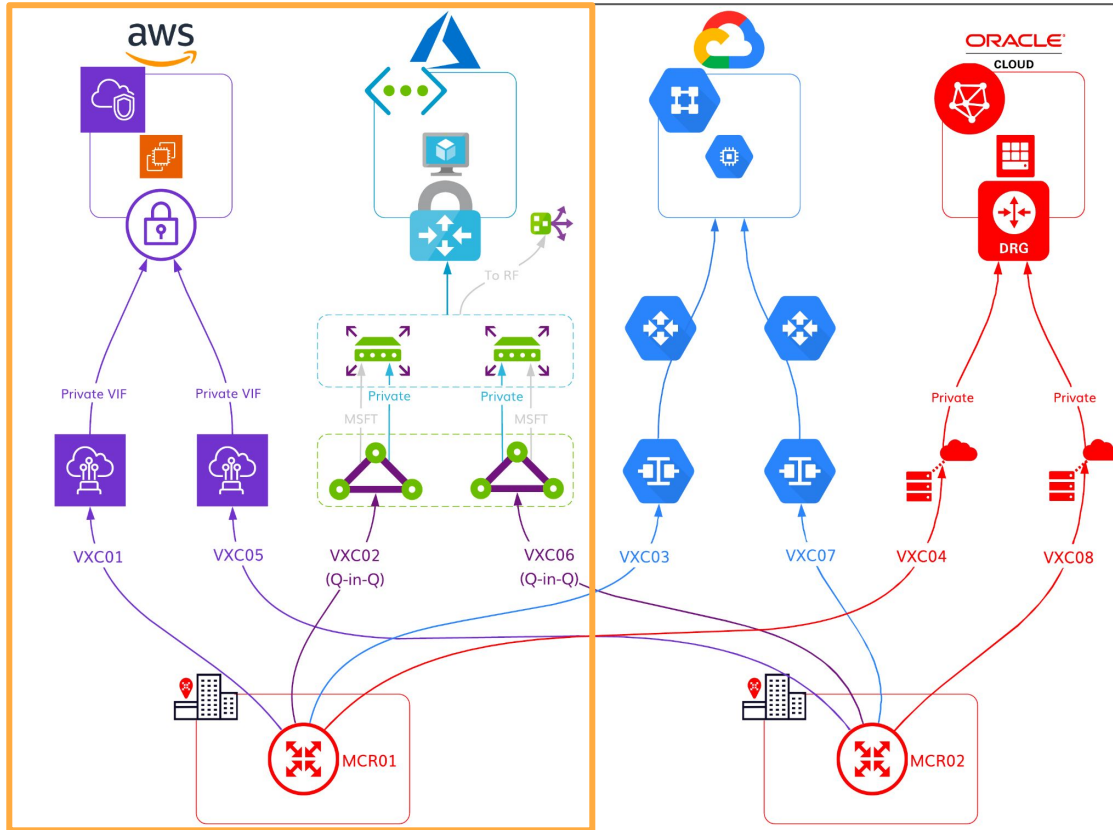 aws
ORACLE
CLOUD
DRG
To RF
Private VIF
Private VIF
Private
Private
MSFT
MSFT
Private
Private
VXC01
VXC05
VXC02
(Q-in-Q)
VXC06
(Q-in-Q)
VXC03
VXC07
VXC04
VXC08
MCR01
MCR02